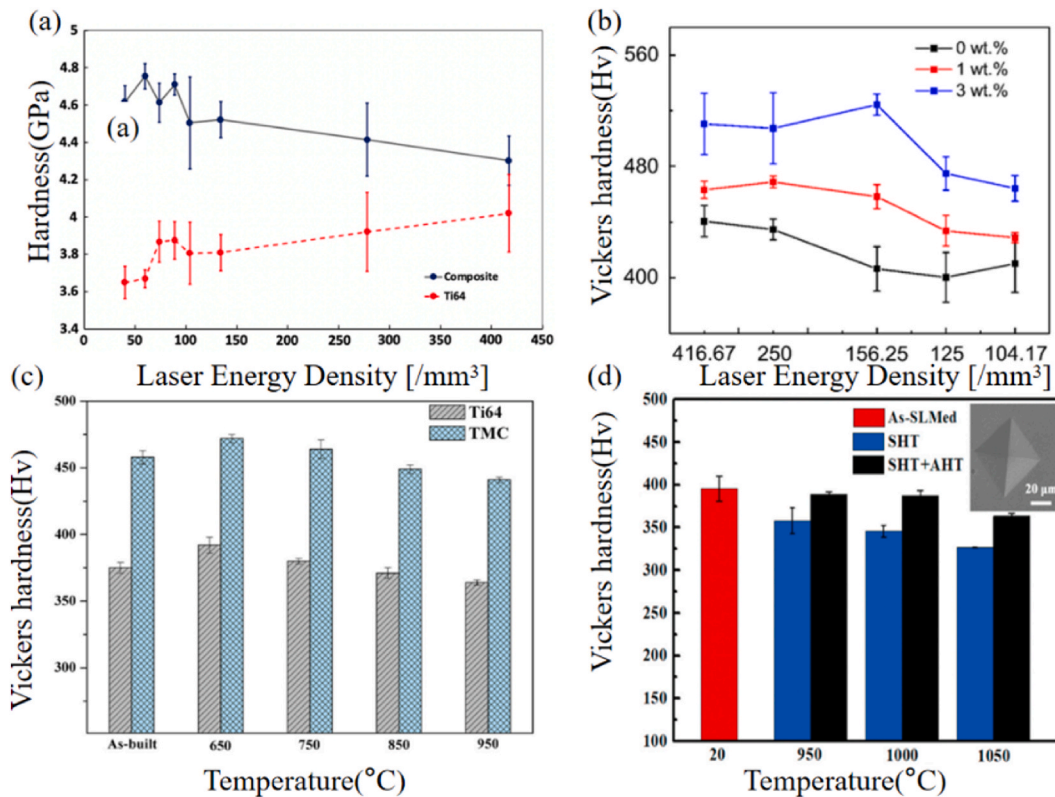 (a)
Hardness(GPa)
5
4.8
4.6
4.4
4.2
4
3.8
3.6
3.4
(a)
Composite
Ti64
0 50 100 150 200 250 300 350 400 450
Laser Energy Density [/mm³]
(b)
Vickers hardness(Hv)
560
480
400
0 wt.%
1 wt.%
3 wt.%
416.67 250 156.25 125 104.17
Laser Energy Density [/mm³]
(c)
Vickers hardness(Hv)
500
450
400
350
300
Ti64
TMC
As-built 650 750 850 950
Temperature(°C)
(d)
Vickers hardness(Hv)
500
450
400
350
300
250
200
150
100
As-SLMed
SHT
SHT+AHT
20 μm
20 950 1000 1050
Temperature(°C)